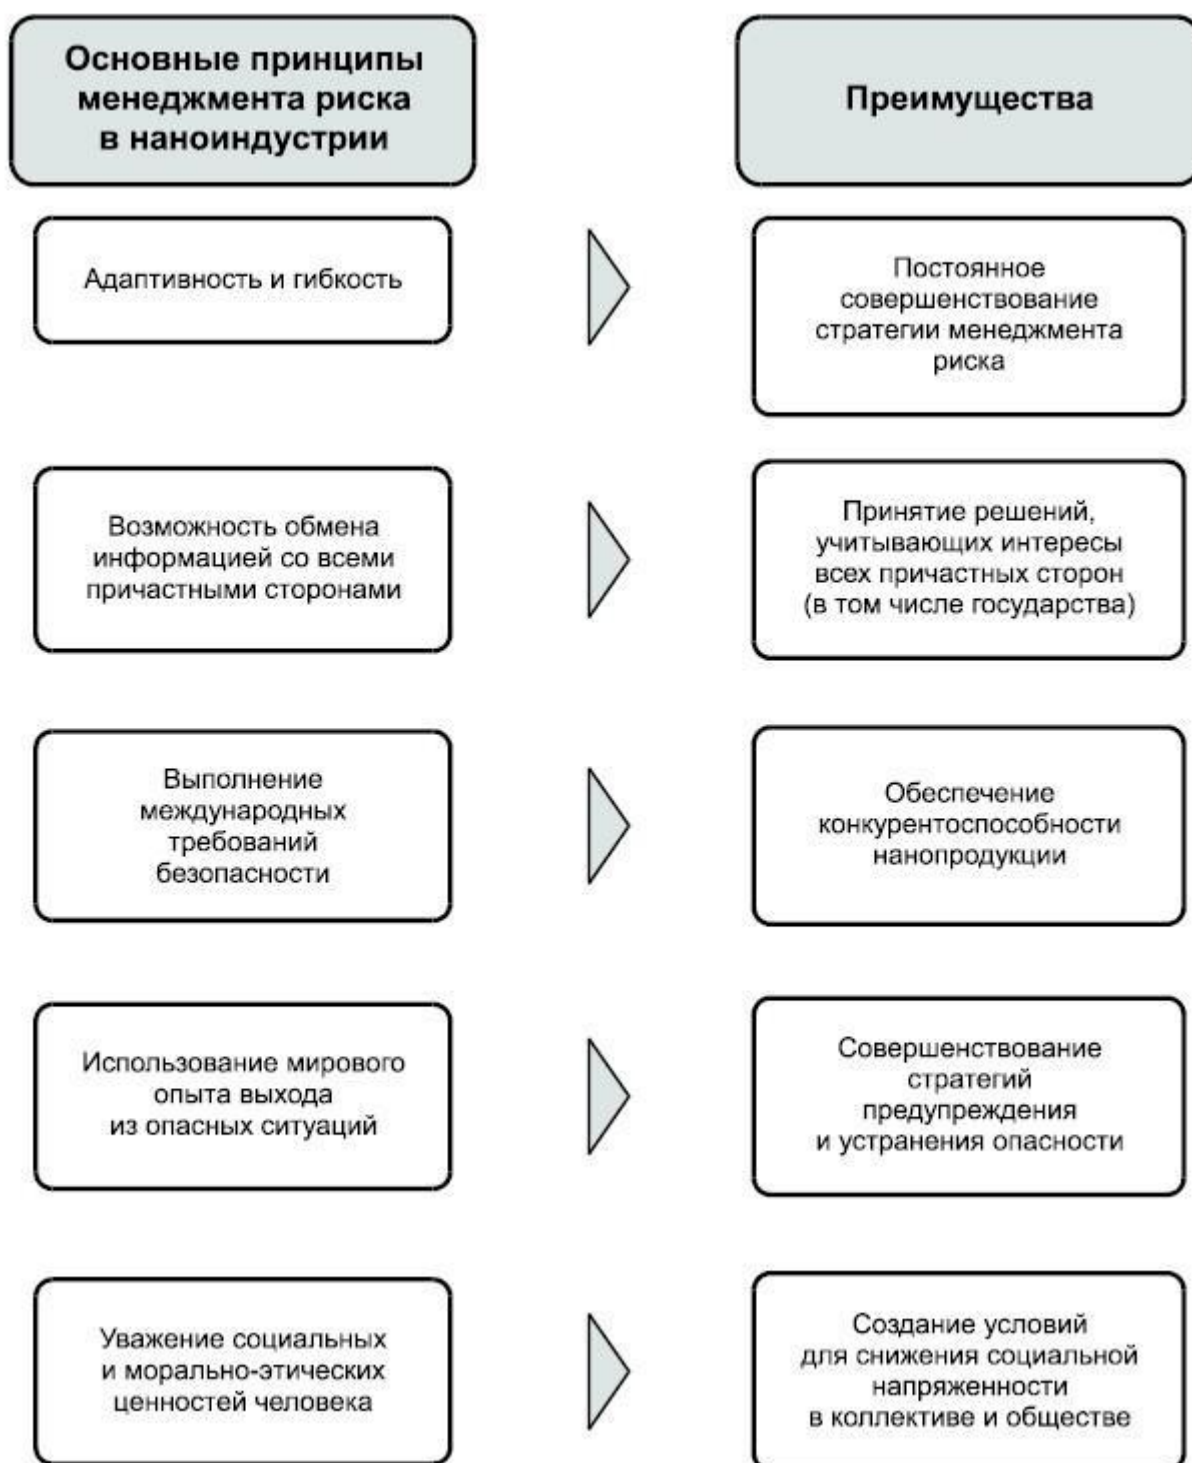 Основные принципы
менеджмента риска
в наноиндустрии
Преимущества
Адаптивность и гибкость
Постоянное
совершенствование
стратегии менеджмента
риска
Возможность обмена
информацией со всеми
причастными сторонами
Принятие решений,
учитывающих интересы
всех причастных сторон
(в том числе государства)
Выполнение
международных
требований
безопасности
Обеспечение
конкурентоспособности
нанопродукции
Использование мирового
опыта выхода
из опасных ситуаций
Совершенствование
стратегий
предупреждения
и устранения опасности
Уважение социальных
и морально-этических
ценностей человека
Создание условий
для снижения социальной
напряженности
в коллективе и обществе